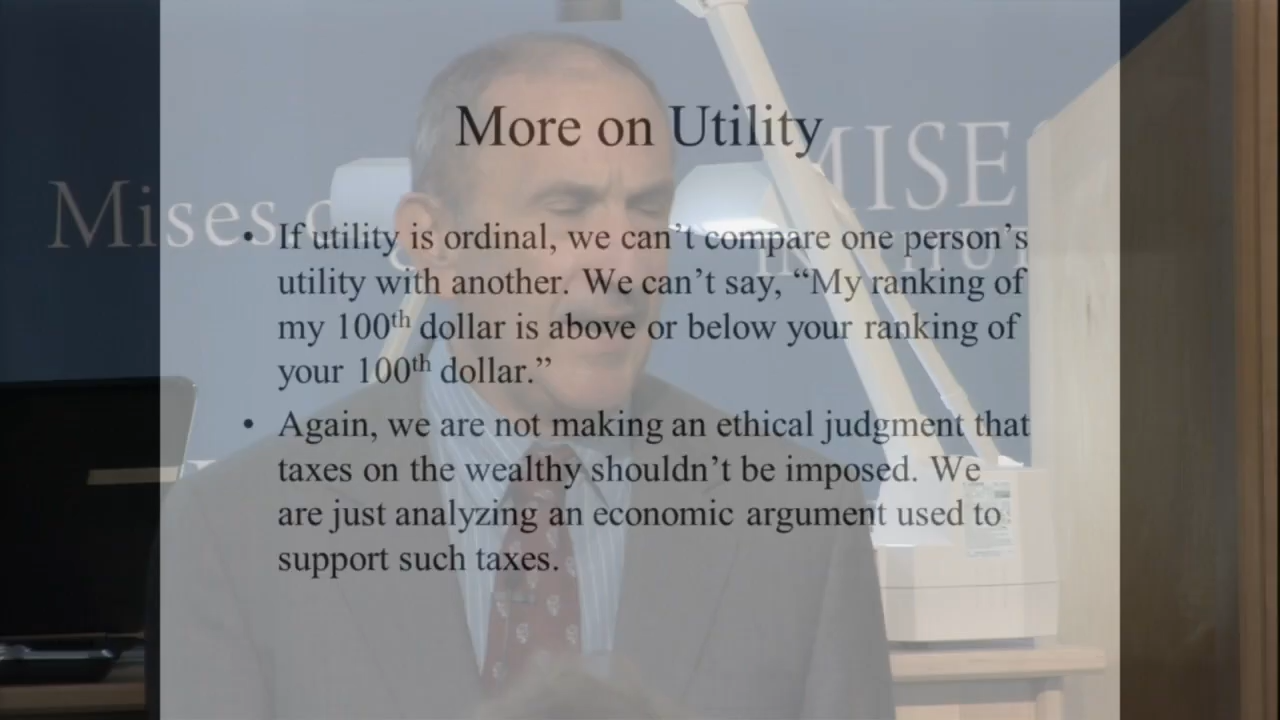 More on Utility
Mises
MISE
INSTITUT
• If utility is ordinal, we can’t compare one person’s
utility with another. We can’t say, “My ranking of
my 100th dollar is above or below your ranking of
your 100th dollar.”
• Again, we are not making an ethical judgment that
taxes on the wealthy shouldn’t be imposed. We
are just analyzing an economic argument used to
support such taxes.